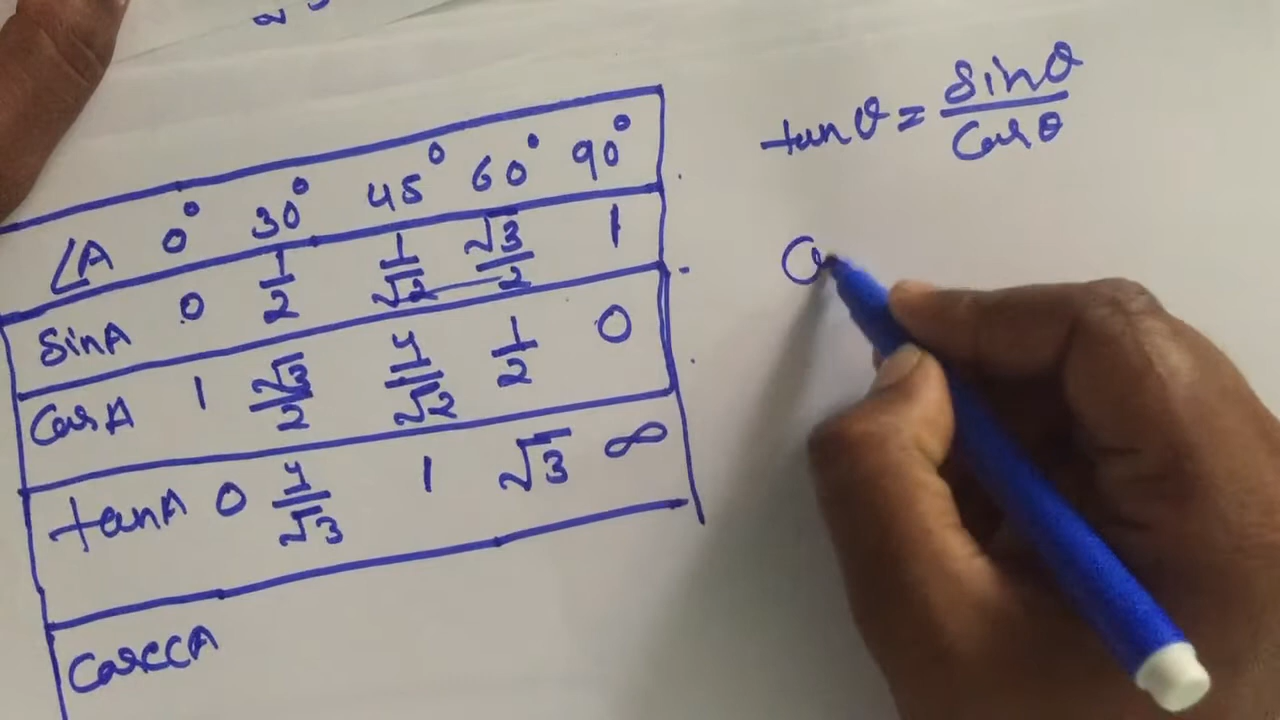 ∠A 0° 30° 45° 60° 90°
sinA 0 1/2 1/√2 √3/2 1
cosA 1 √3/2 1/√2 1/2 0
tanA 0 1/√3 1 √3 ∞
CosecA
tanθ = sinθ/cosθ